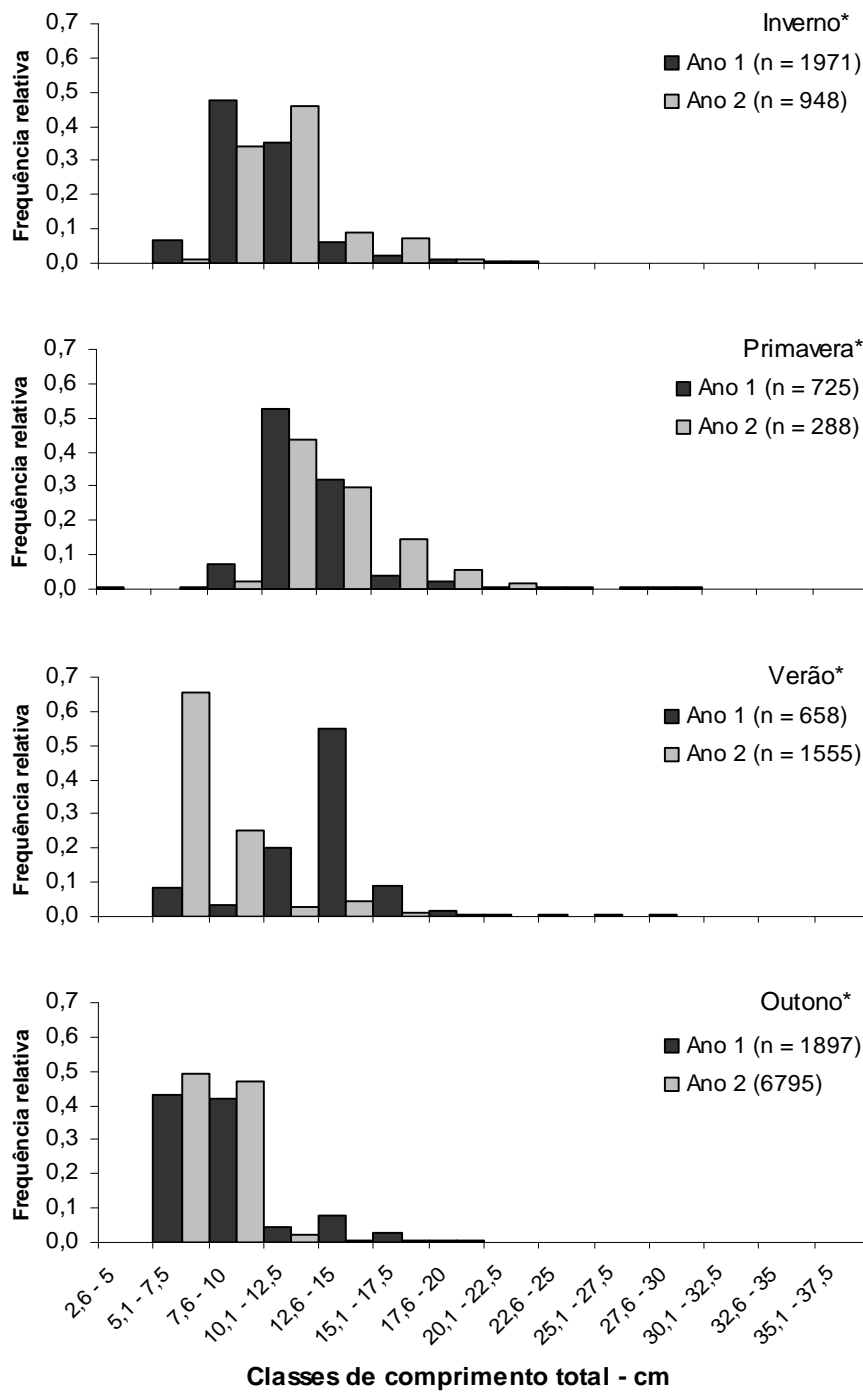 Inverno*
Ano 1 (n = 1971)
Ano 2 (n = 948)
Frequência relativa
0,7
0,6
0,5
0,4
0,3
0,2
0,1
0,0
Primavera*
Ano 1 (n = 725)
Ano 2 (n = 288)
Frequência relativa
0,7
0,6
0,5
0,4
0,3
0,2
0,1
0,0
Verão*
Ano 1 (n = 658)
Ano 2 (n = 1555)
Frequência relativa
0,7
0,6
0,5
0,4
0,3
0,2
0,1
0,0
Outono*
Ano 1 (n = 1897)
Ano 2 (6795)
Frequência relativa
0,7
0,6
0,5
0,4
0,3
0,2
0,1
0,0
2,6 - 5
5,1 - 7,5
7,6 - 10
10,1 - 12,5
12,6 - 15
15,1 - 17,5
17,6 - 20
20,1 - 22,5
22,6 - 25
25,1 - 27,5
27,6 - 30
30,1 - 32,5
32,6 - 35
35,1 - 37,5
Classes de comprimento total - cm